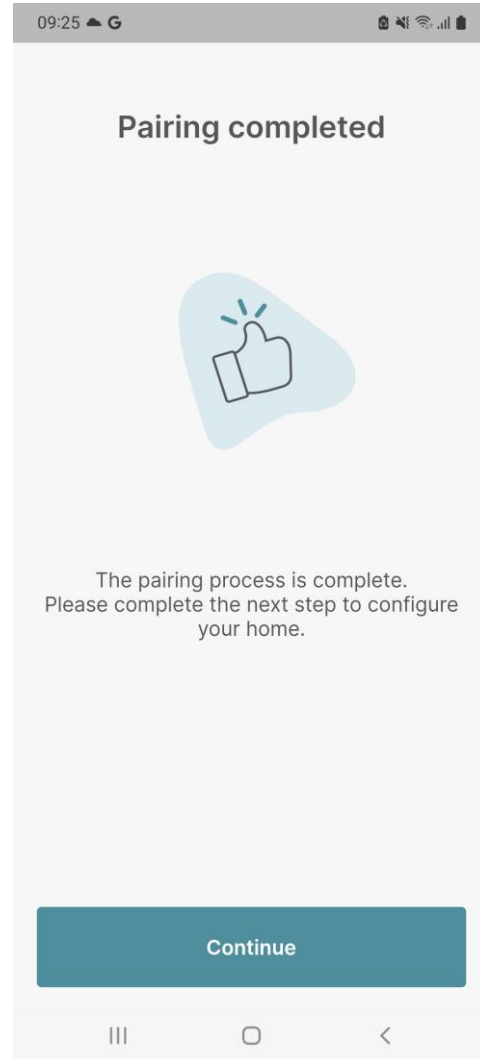 09:25 G
Pairing completed
The pairing process is complete.
Please complete the next step to configure
your home.
Continue